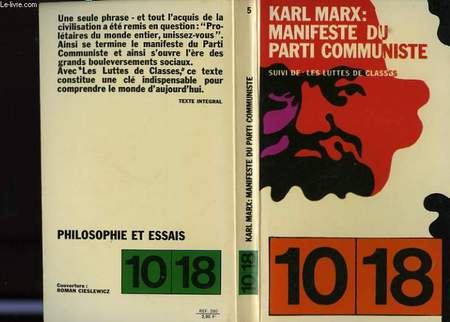 Une seule phrase - et tout l'acquis de la
civilisation a été remis en question: "Pro-
létaires du monde entier, unissez-vous".
Ainsi se termine le manifeste du Parti
Communiste et ainsi s'ouvre l'ère des
grands bouleversements sociaux.
Avec "Les Luttes de Classes," ce texte
constitue une clé indispensable pour
comprendre le monde d'aujourd'hui.
TEXTE INTEGRAL
PHILOSOPHIE ET ESSAIS
10 18
Couverture :
ROMAN CIESLEWICZ
5
KARL MARX: MANIFESTE DU PARTI COMMUNISTE
10 18
KARL MARX:
MANIFESTE DU
PARTI COMMUNISTE
SUIVI DE: LES LUTTES DE CLASSES
10 18